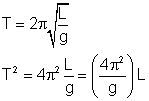 T = 2π√(L/g)
T² = 4π² L/g = (4π²/g) L